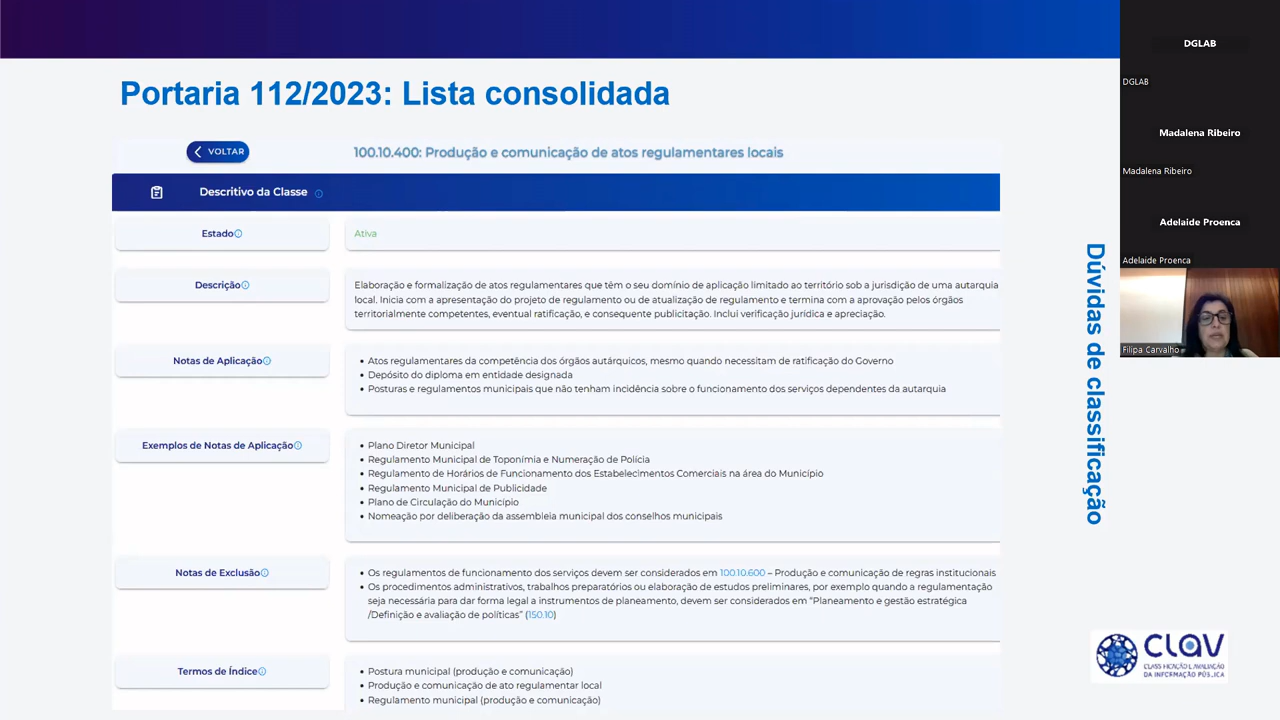 Portaria 112/2023: Lista consolidada
VOLTAR
100.10.400: Produção e comunicação de atos regulamentares locais
Descritivo da Classe
Estado
Ativa
Descrição
Elaboração e formalização de atos regulamentares que têm o seu domínio de aplicação limitado ao território sob a jurisdição de uma autarquia
local. Inicia com a apresentação do projeto de regulamento ou de atualização de regulamento e termina com a aprovação pelos órgãos
territorialmente competentes, eventual ratificação, e consequente publicitação. Inclui verificação jurídica e apreciação.
Notas de Aplicação
• Atos regulamentares da competência dos órgãos autárquicos, mesmo quando necessitam de ratificação do Governo
• Depósito do diploma em entidade designada
• Posturas e regulamentos municipais que não tenham incidência sobre o funcionamento dos serviços dependentes da autarquia
Exemplos de Notas de Aplicação
• Plano Diretor Municipal
• Regulamento Municipal de Toponímia e Numeração de Polícia
• Regulamento de Horários de Funcionamento dos Estabelecimentos Comerciais na área do Município
• Regulamento Municipal de Publicidade
• Plano de Circulação do Município
• Nomeação por deliberação da assembleia municipal dos conselhos municipais
Notas de Exclusão
• Os regulamentos de funcionamento dos serviços devem ser considerados em 100.10.600 – Produção e comunicação de regras institucionais
• Os procedimentos administrativos, trabalhos preparatórios ou elaboração de estudos preliminares, por exemplo quando a regulamentação
seja necessária para dar forma legal a instrumentos de planeamento, devem ser considerados em “Planeamento e gestão estratégica
/Definição e avaliação de políticas” (150.10)
Termos de Índice
• Postura municipal (produção e comunicação)
• Produção e comunicação de ato regulamentar local
• Regulamento municipal (produção e comunicação)
Dúvidas de classificação
CLAV
CLASSIFICAÇÃO E AVALIAÇÃO
DA INFORMAÇÃO PÚBLICA
DGLAB
DGLAB
Madalena Ribeiro
Madalena Ribeiro
Adelaide Proenca
Adelaide Proenca
Filipa Carvalho